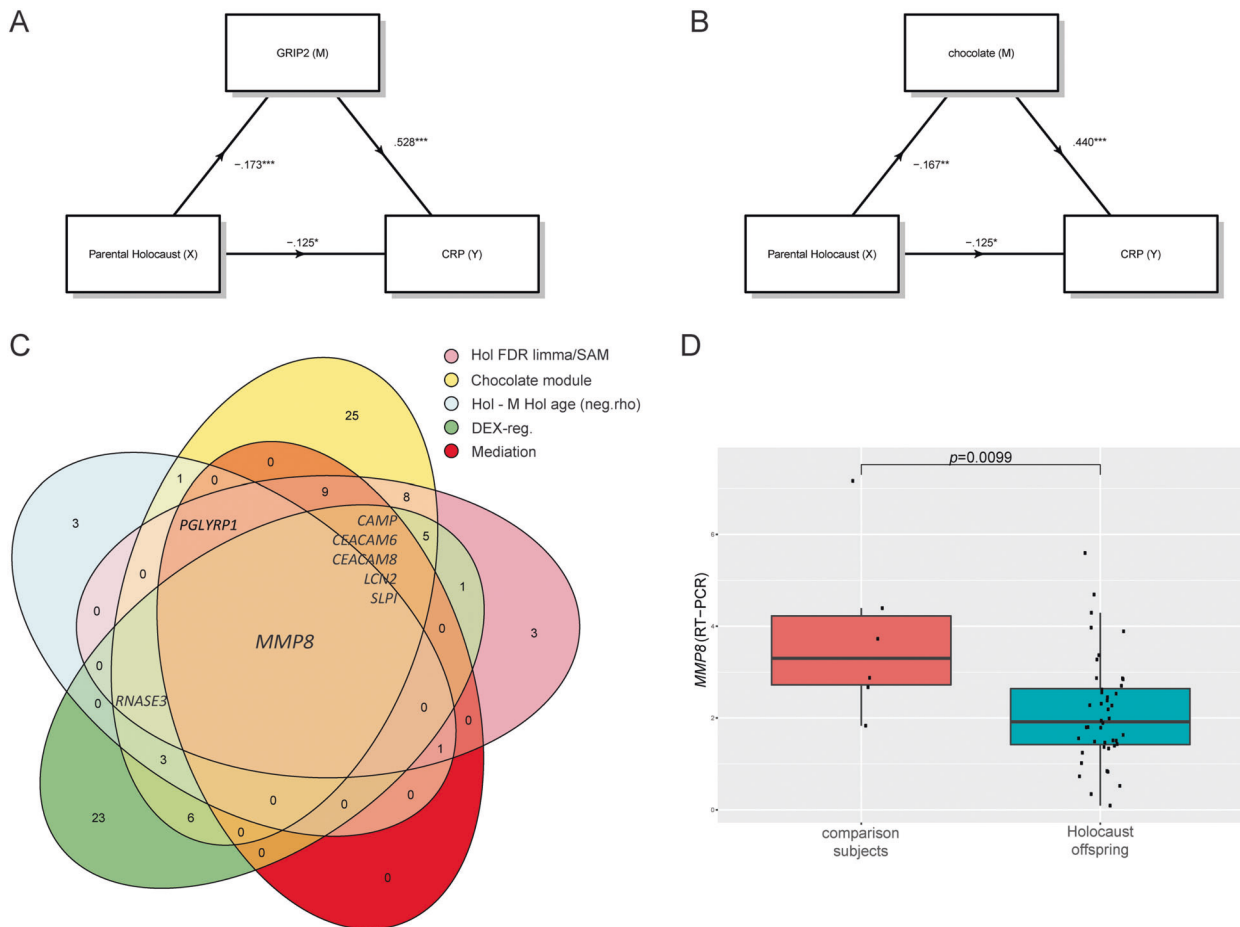 A
GRIP2 (M)
.528***
−.173***
Parental Holocaust (X)
−.125*
CRP (Y)
B
chocolate (M)
.440***
−.167**
Parental Holocaust (X)
−.125*
CRP (Y)
C
Hol FDR limma/SAM
Chocolate module
Hol - M Hol age (neg.rho)
DEX-reg.
Mediation
25
0
1
0
9
8
3
PGLYRP1
CAMP
CEACAM6
5
CEACAM8
LCN2
SLPI
0
1
0
0
3
MMP8
0
RNASE3
0
0
0
3
1
0
0
0
23
6
0
0
0
0
D
p=0.0099
MMP8(RT−PCR)
6
4
2
0
comparison
subjects
Holocaust
offspring